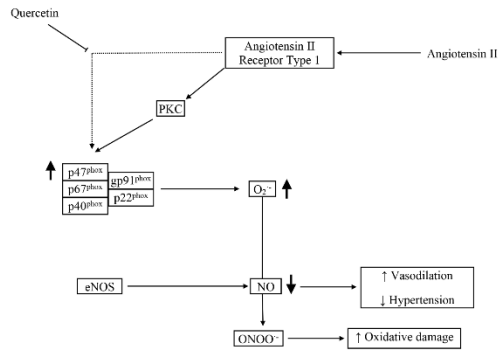 Quercetin
Angiotensin II
Receptor Type 1
Angiotensin II
PKC
p47phox
gp91phox
p67phox
p22phox
p40phox
O2·-
eNOS
NO
↑ Vasodilation
↓ Hypertension
ONOO·-
↑ Oxidative damage